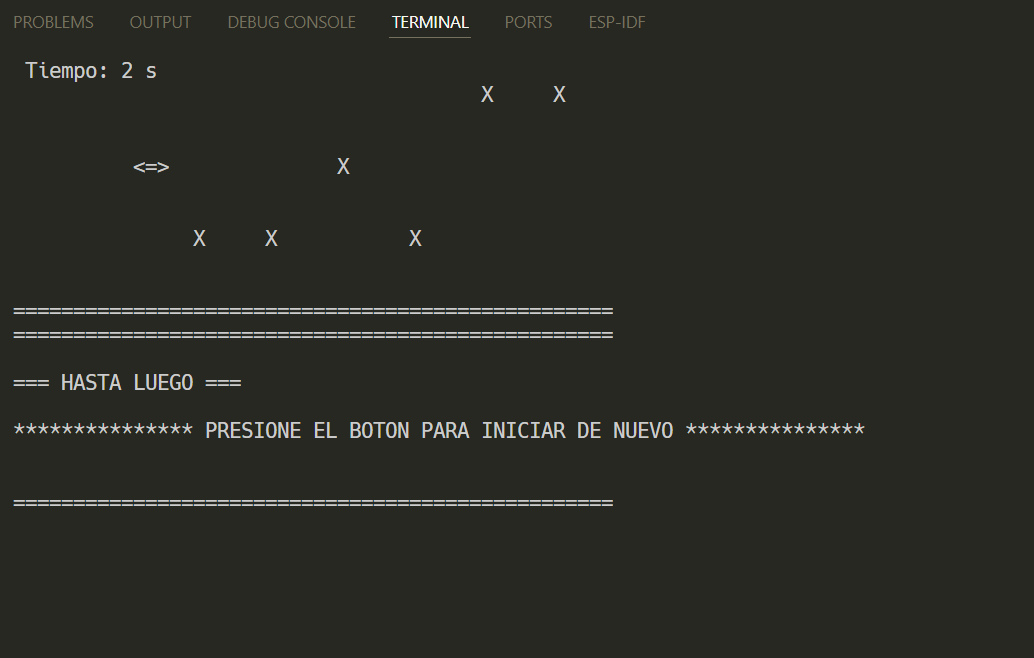 PROBLEMS OUTPUT DEBUG CONSOLE TERMINAL PORTS ESP-IDF
Tiempo: 2 s
X X
<=> X
X X X
==================================================
==================================================
=== HASTA LUEGO ===
*************** PRESIONE EL BOTON PARA INICIAR DE NUEVO ***************
==================================================